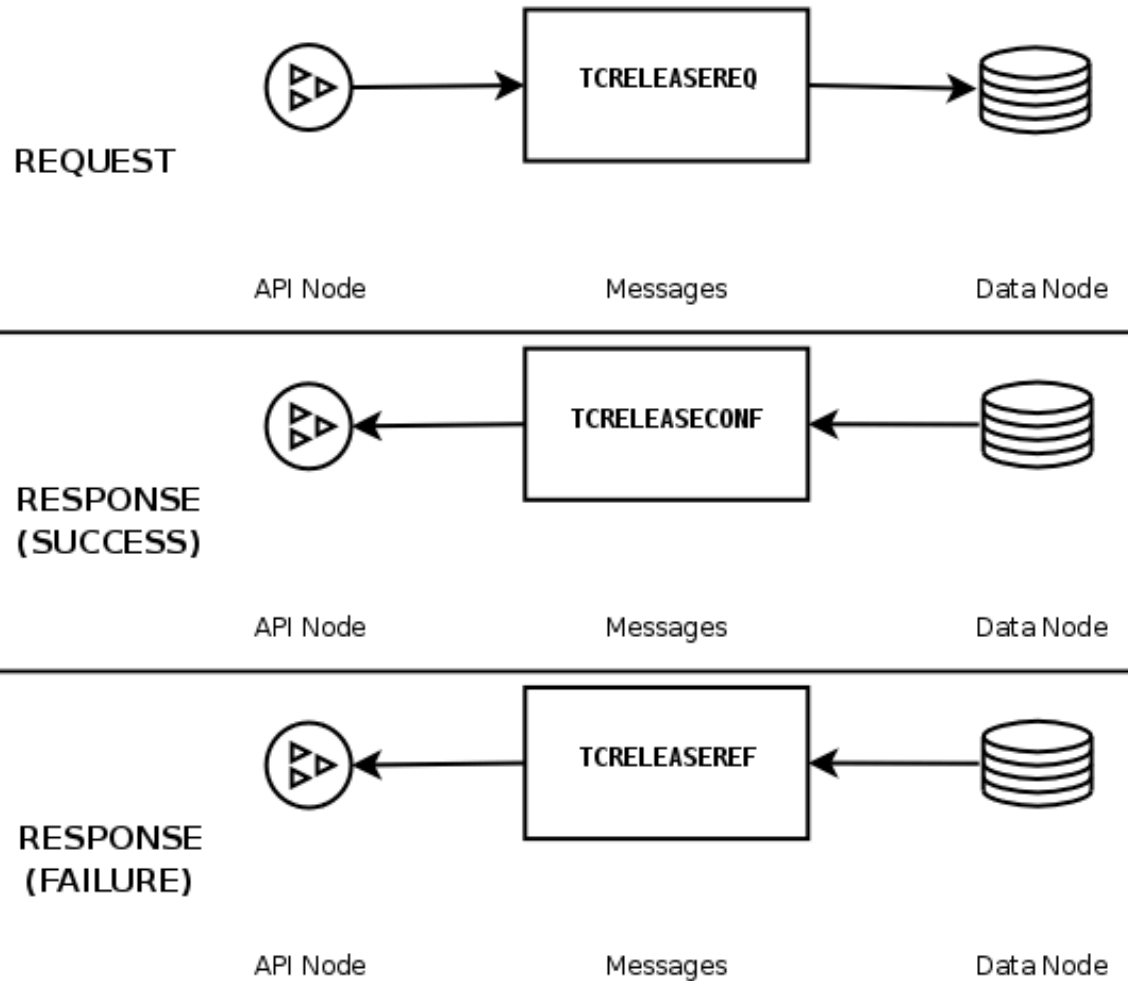 TCRELEASEREQ
REQUEST
API Node Messages Data Node
TCRELEASECONF
RESPONSE
(SUCCESS)
API Node Messages Data Node
TCRELEASEREF
RESPONSE
(FAILURE)
API Node Messages Data Node